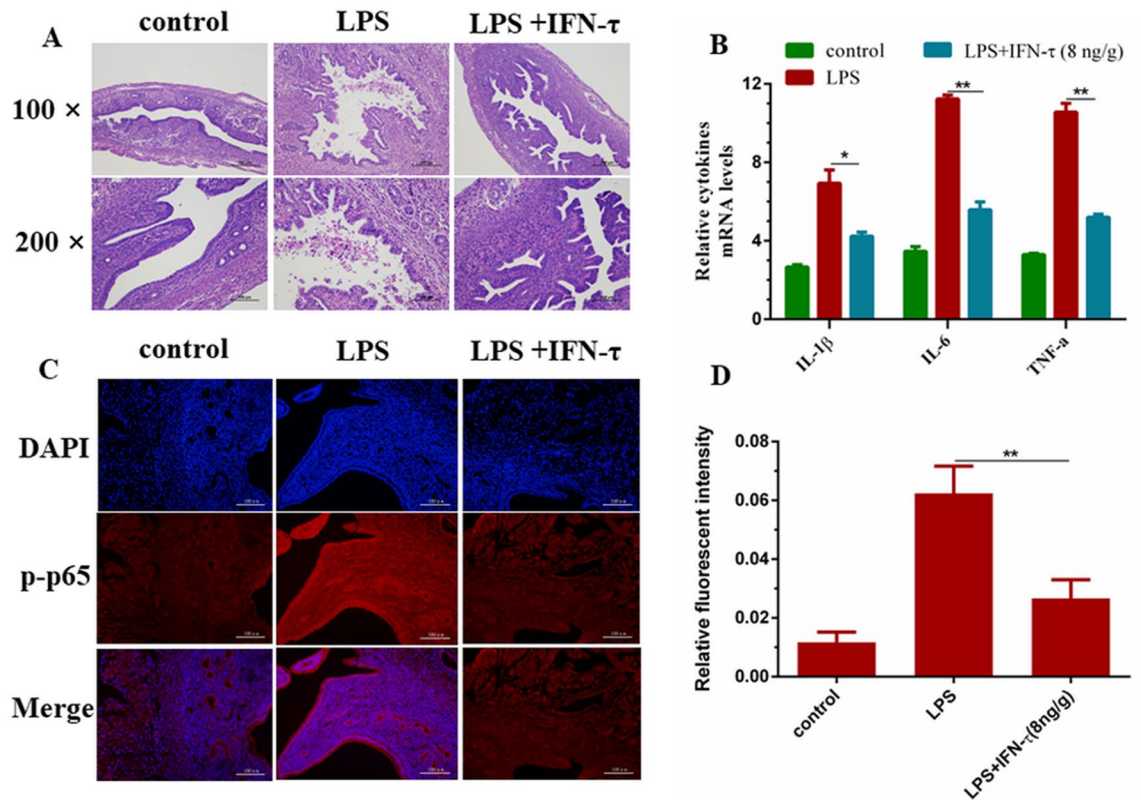 A
control
LPS
LPS +IFN-τ
100 ×
200 ×
B
control
LPS+IFN-τ (8 ng/g)
LPS
Relative cytokines
mRNA levels
12
8
4
0
*
**
**
IL-1β
IL-6
TNF-a
C
control
LPS
LPS +IFN-τ
DAPI
p-p65
Merge
D
Relative fluorescent intensity
0.08
0.06
0.04
0.02
0.00
**
control
LPS
LPS+IFN-τ(8ng/g)